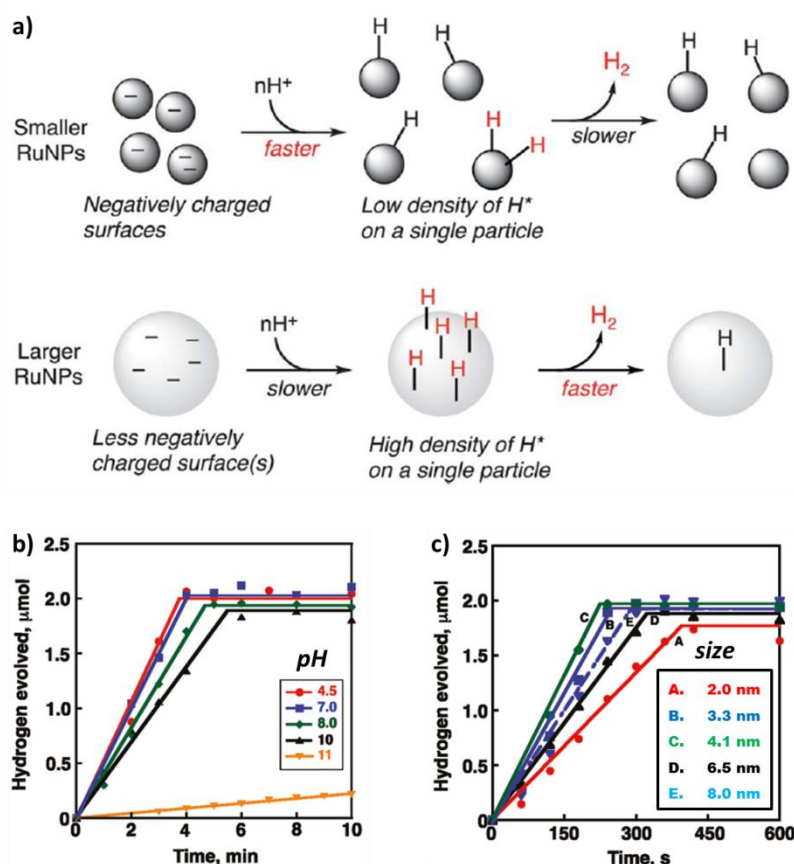 a)
H H
nH⁺ H₂ H H
Smaller RuNPs
faster H H H slower H
Negatively charged surfaces
Low density of H* on a single particle
nH⁺ H H H H H H₂ H
Larger RuNPs
slower faster
Less negatively charged surface(s)
High density of H* on a single particle
b)
Hydrogen evolved, μmol
2.5
2.0
1.5
1.0
0.5
0.0
pH
4.5
7.0
8.0
10
11
0 2 4 6 8 10
Time, min
c)
Hydrogen evolved, μmol
2.5
2.0
1.5
1.0
0.5
0.0
C B E D A
size
A. 2.0 nm
B. 3.3 nm
C. 4.1 nm
D. 6.5 nm
E. 8.0 nm
0 150 300 450 600
Time, s